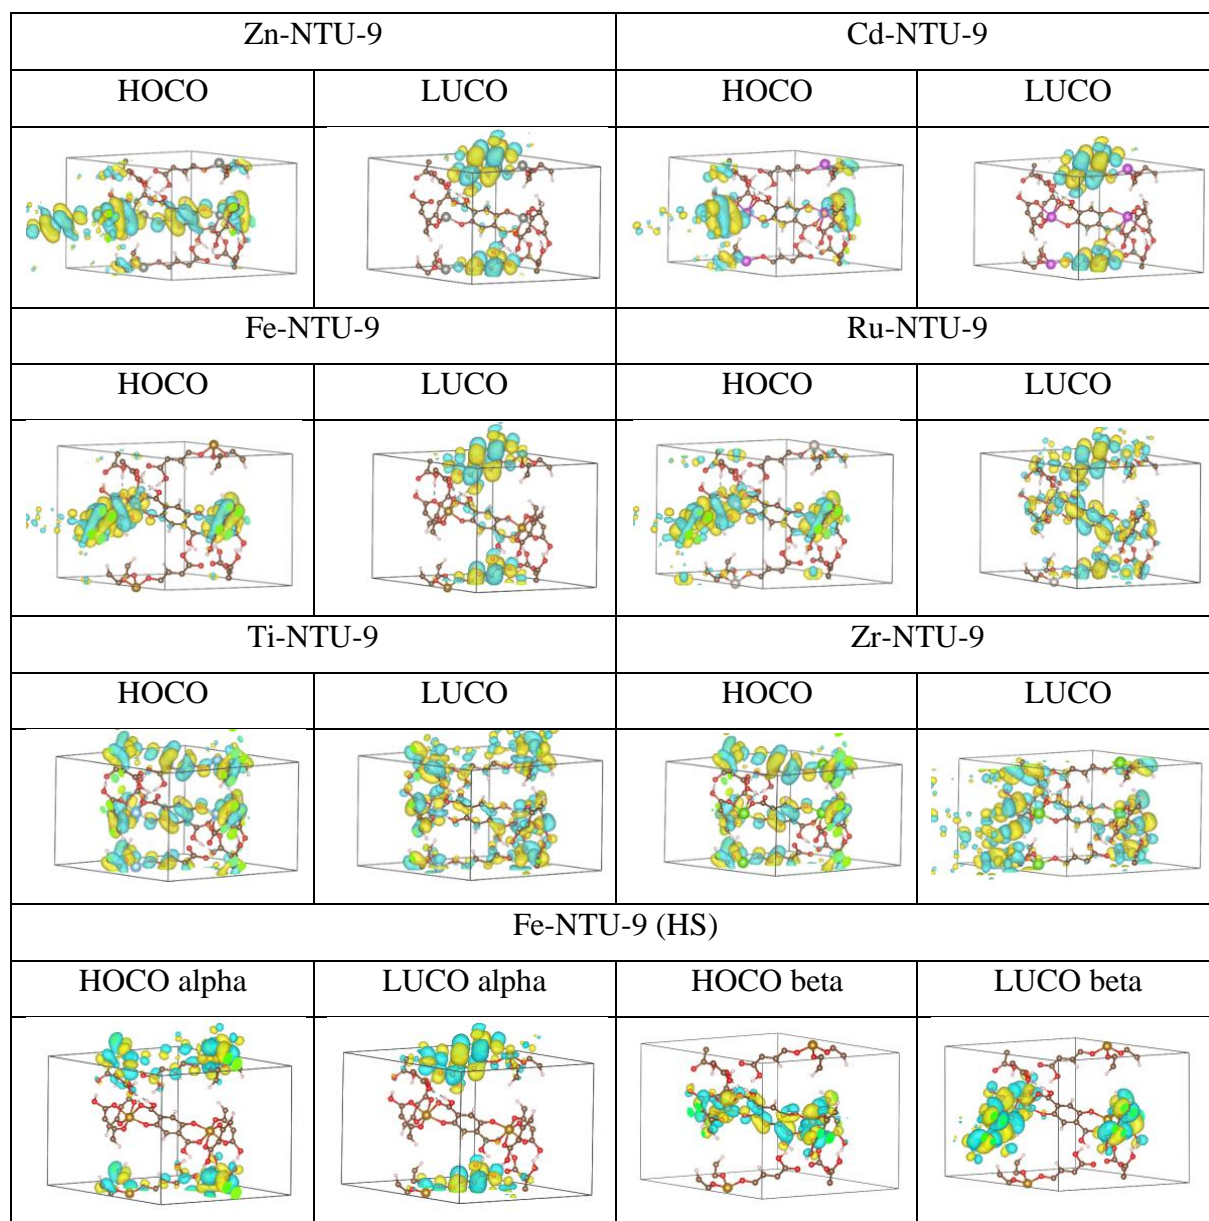 Zn-NTU-9 Cd-NTU-9
HOCO LUCO HOCO LUCO
Fe-NTU-9 Ru-NTU-9
HOCO LUCO HOCO LUCO
Ti-NTU-9 Zr-NTU-9
HOCO LUCO HOCO LUCO
Fe-NTU-9 (HS)
HOCO alpha LUCO alpha HOCO beta LUCO beta